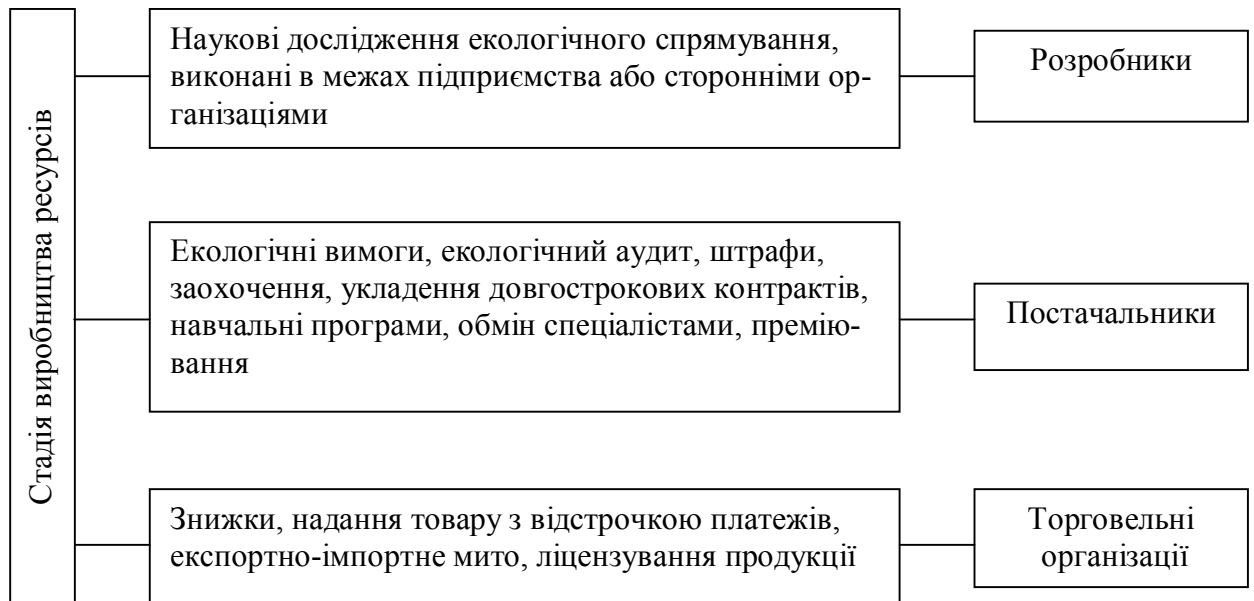 Стадія виробництва ресурсів
Наукові дослідження екологічного спрямування,
виконані в межах підприємства або сторонніми ор-
ганізаціями
Розробники
Екологічні вимоги, екологічний аудит, штрафи,
заохочення, укладення довгострокових контрактів,
навчальні програми, обмін спеціалістами, премію-
вання
Постачальники
Знижки, надання товару з відстрочкою платежів,
експортно-імпортне мито, ліцензування продукції
Торговельні
організації